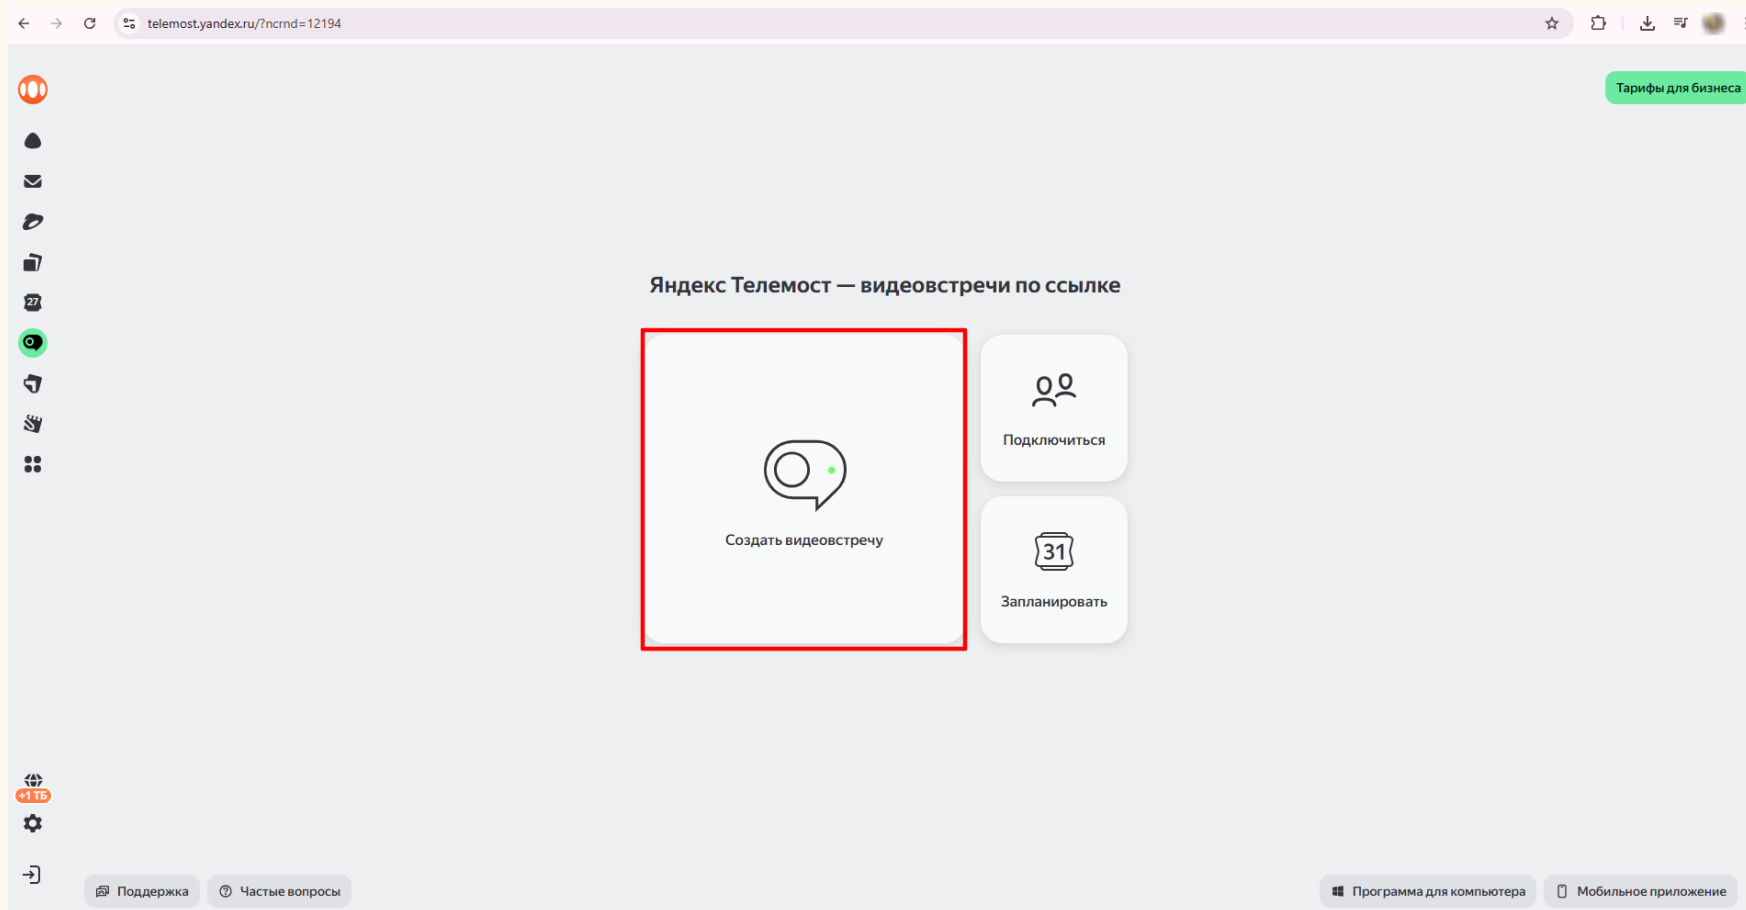 telemost.yandex.ru/?ncrnd=12194
Тарифы для бизнеса
27
Яндекс Телемост — видеовстречи по ссылке
Создать видеовстречу
Подключиться
31
Запланировать
+1 ТБ
Поддержка
Частые вопросы
Программа для компьютера
Мобильное приложение